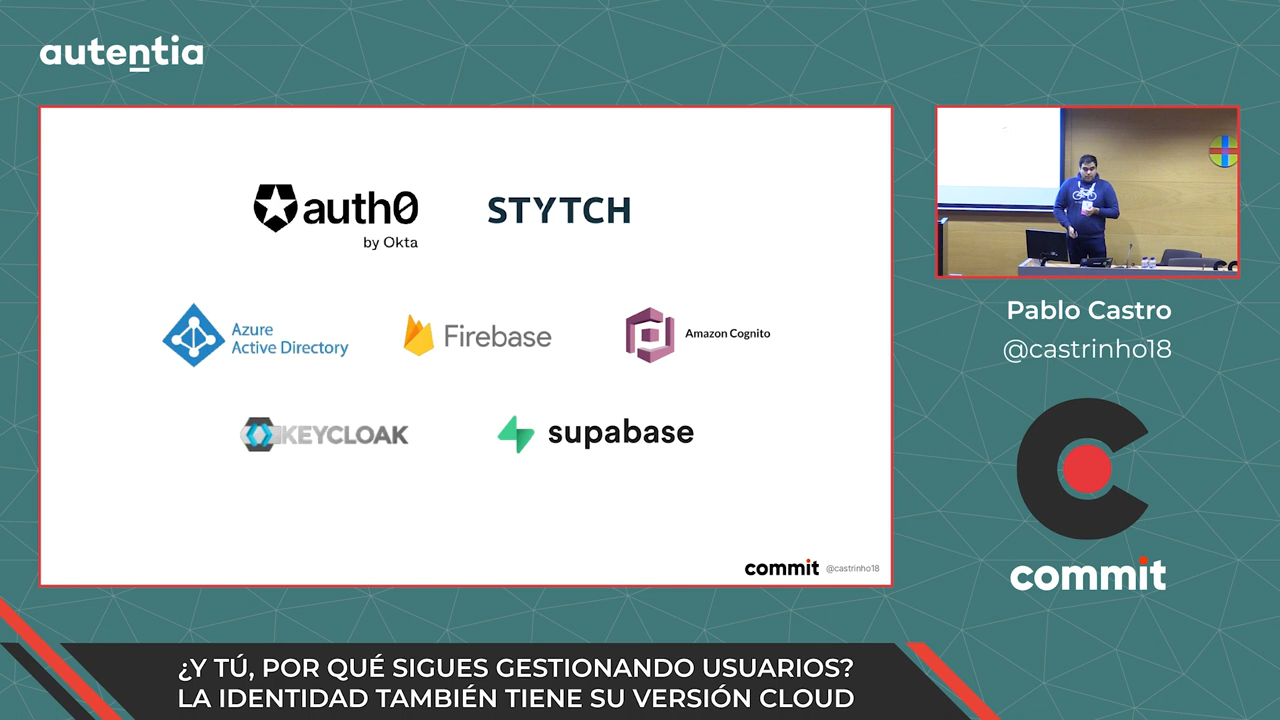 autentia
auth0
by Okta
STYTCH
Azure
Active Directory
Firebase
Amazon Cognito
KEYCLOAK
supabase
commit @castrinho18
Pablo Castro
@castrinho18
commit
¿Y TÚ, POR QUÉ SIGUES GESTIONANDO USUARIOS?
LA IDENTIDAD TAMBIÉN TIENE SU VERSIÓN CLOUD